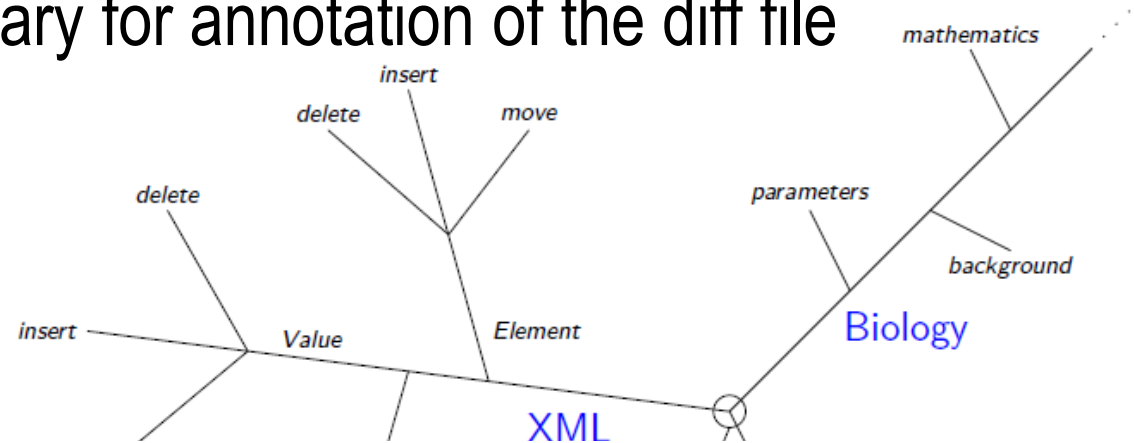 ary for annotation of the diff file
mathematics
insert
delete
move
delete
parameters
background
insert
Value
Element
Biology
XML